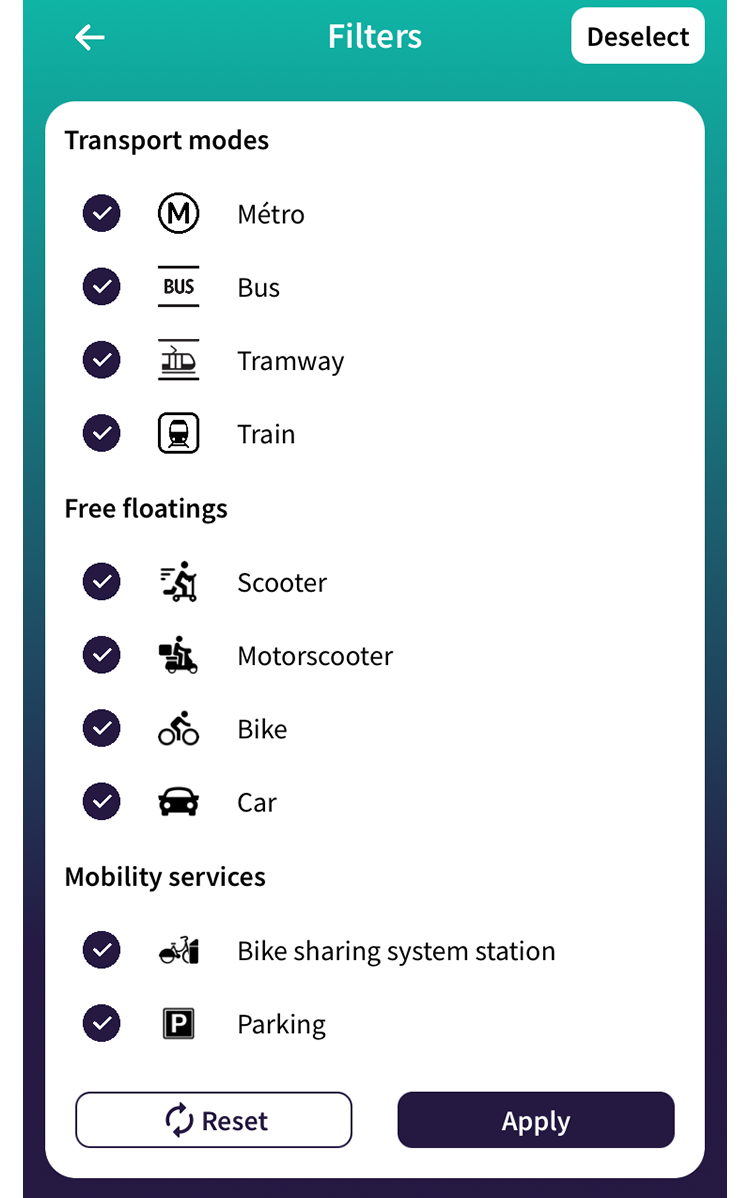 Filters
Deselect
Transport modes
M Métro
BUS Bus
Tramway
Train
Free floatings
Scooter
Motorscooter
Bike
Car
Mobility services
Bike sharing system station
P Parking
Reset
Apply